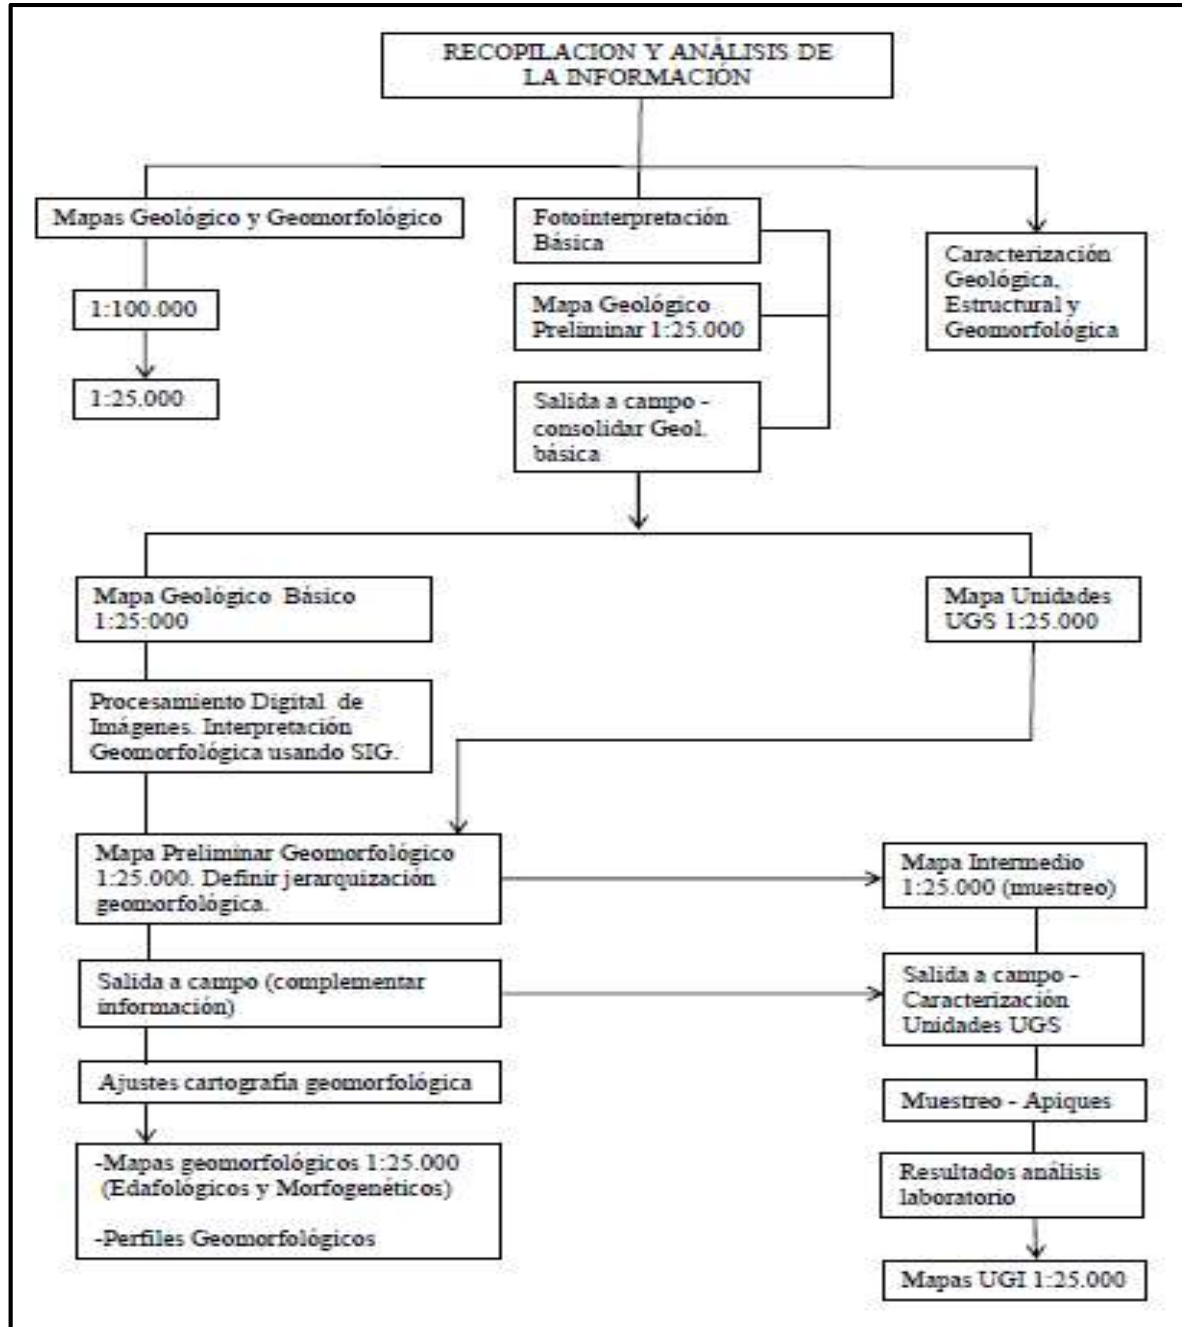 RECOPILACION Y ANÁLISIS DE
LA INFORMACIÓN
Mapas Geológico y Geomorfológico
1:100.000
1:25.000
Fotointerpretación
Básica
Mapa Geológico
Preliminar 1:25.000
Salida a campo -
consolidar Geol.
básica
Caracterización
Geológica,
Estructural y
Geomorfológica
Mapa Geológico Básico
1:25:000
Mapa Unidades
UGS 1:25.000
Procesamiento Digital de
Imágenes. Interpretación
Geomorfológica usando SIG.
Mapa Preliminar Geomorfológico
1:25.000. Definir jerarquización
geomorfológica.
Mapa Intermedio
1:25.000 (muestreo)
Salida a campo (complementar
información)
Salida a campo -
Caracterización
Unidades UGS
Ajustes cartografía geomorfológica
Muestreo - Apiques
-Mapas geomorfológicos 1:25.000
(Edafológicos y Morfogenéticos)
-Perfiles Geomorfológicos
Resultados análisis
laboratorio
Mapas UGI 1:25.000